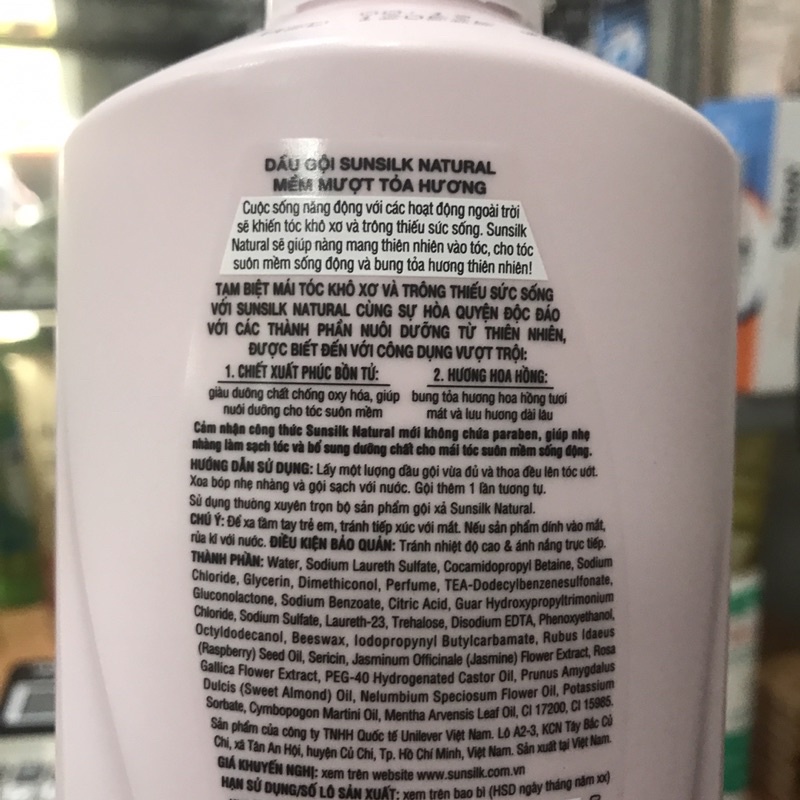 DẦU GỘI SUNSILK NATURAL
MỀM MƯỢT TỎA HƯƠNG
Cuộc sống năng động với các hoạt động ngoài trời
sẽ khiến tóc khô xơ và trông thiếu sức sống. Sunsilk
Natural sẽ giúp nàng mang thiên nhiên vào tóc, cho tóc
suôn mềm sống động và bung tỏa hương thiên nhiên!
TẠM BIỆT MÁI TÓC KHÔ XƠ VÀ TRÔNG THIẾU SỨC SỐNG
VỚI SUNSILK NATURAL CÙNG SỰ HÒA QUYỆN ĐỘC ĐÁO
VỚI CÁC THÀNH PHẦN NUÔI DƯỠNG TỪ THIÊN NHIÊN,
ĐƯỢC BIẾT ĐẾN VỚI CÔNG DỤNG VƯỢT TRỘI:
1. CHIẾT XUẤT PHÚC BỒN TỬ: 2. HƯƠNG HOA HỒNG:
giàu dưỡng chất chống oxy hóa, giúp bung tỏa hương hoa hồng tươi
nuôi dưỡng cho tóc suôn mềm mát và lưu hương dài lâu
Cảm nhận công thức Sunsilk Natural mới không chứa paraben, giúp nhẹ
nhàng làm sạch tóc và bổ sung dưỡng chất cho mái tóc suôn mềm sống động.
HƯỚNG DẪN SỬ DỤNG: Lấy một lượng dầu gội vừa đủ và thoa đều lên tóc ướt.
Xoa bóp nhẹ nhàng và gội sạch với nước. Gội thêm 1 lần tương tự.
Sử dụng thường xuyên trọn bộ sản phẩm gội xả Sunsilk Natural.
CHÚ Ý: Để xa tầm tay trẻ em, tránh tiếp xúc với mắt. Nếu sản phẩm dính vào mắt,
rửa kĩ với nước. ĐIỀU KIỆN BẢO QUẢN: Tránh nhiệt độ cao & ánh nắng trực tiếp.
THÀNH PHẦN: Water, Sodium Laureth Sulfate, Cocamidopropyl Betaine, Sodium
Chloride, Glycerin, Dimethiconol, Perfume, TEA-Dodecylbenzenesulfonate,
Gluconolactone, Sodium Benzoate, Citric Acid, Guar Hydroxypropyltrimonium
Chloride, Sodium Sulfate, Laureth-23, Trehalose, Disodium EDTA, Phenoxyethanol,
Octyldodecanol, Beeswax, Iodopropynyl Butylcarbamate, Rubus Idaeus
(Raspberry) Seed Oil, Sericin, Jasminum Officinale (Jasmine) Flower Extract, Rosa
Gallica Flower Extract, PEG-40 Hydrogenated Castor Oil, Prunus Amygdalus
Dulcis (Sweet Almond) Oil, Nelumbium Speciosum Flower Oil, Potassium
Sorbate, Cymbopogon Martini Oil, Mentha Arvensis Leaf Oil, CI 17200, CI 15985.
Sản phẩm của công ty TNHH Quốc tế Unilever Việt Nam. Lô A2-3, KCN Tây Bắc Củ
Chi, xã Tân An Hội, huyện Củ Chi, Tp. Hồ Chí Minh, Việt Nam. Sản xuất tại Việt Nam.
GIÁ KHUYẾN NGHỊ: xem trên website www.sunsilk.com.vn
HẠN SỬ DỤNG/SỐ LÔ SẢN XUẤT: xem trên bao bì (HSD ngày tháng năm xx)